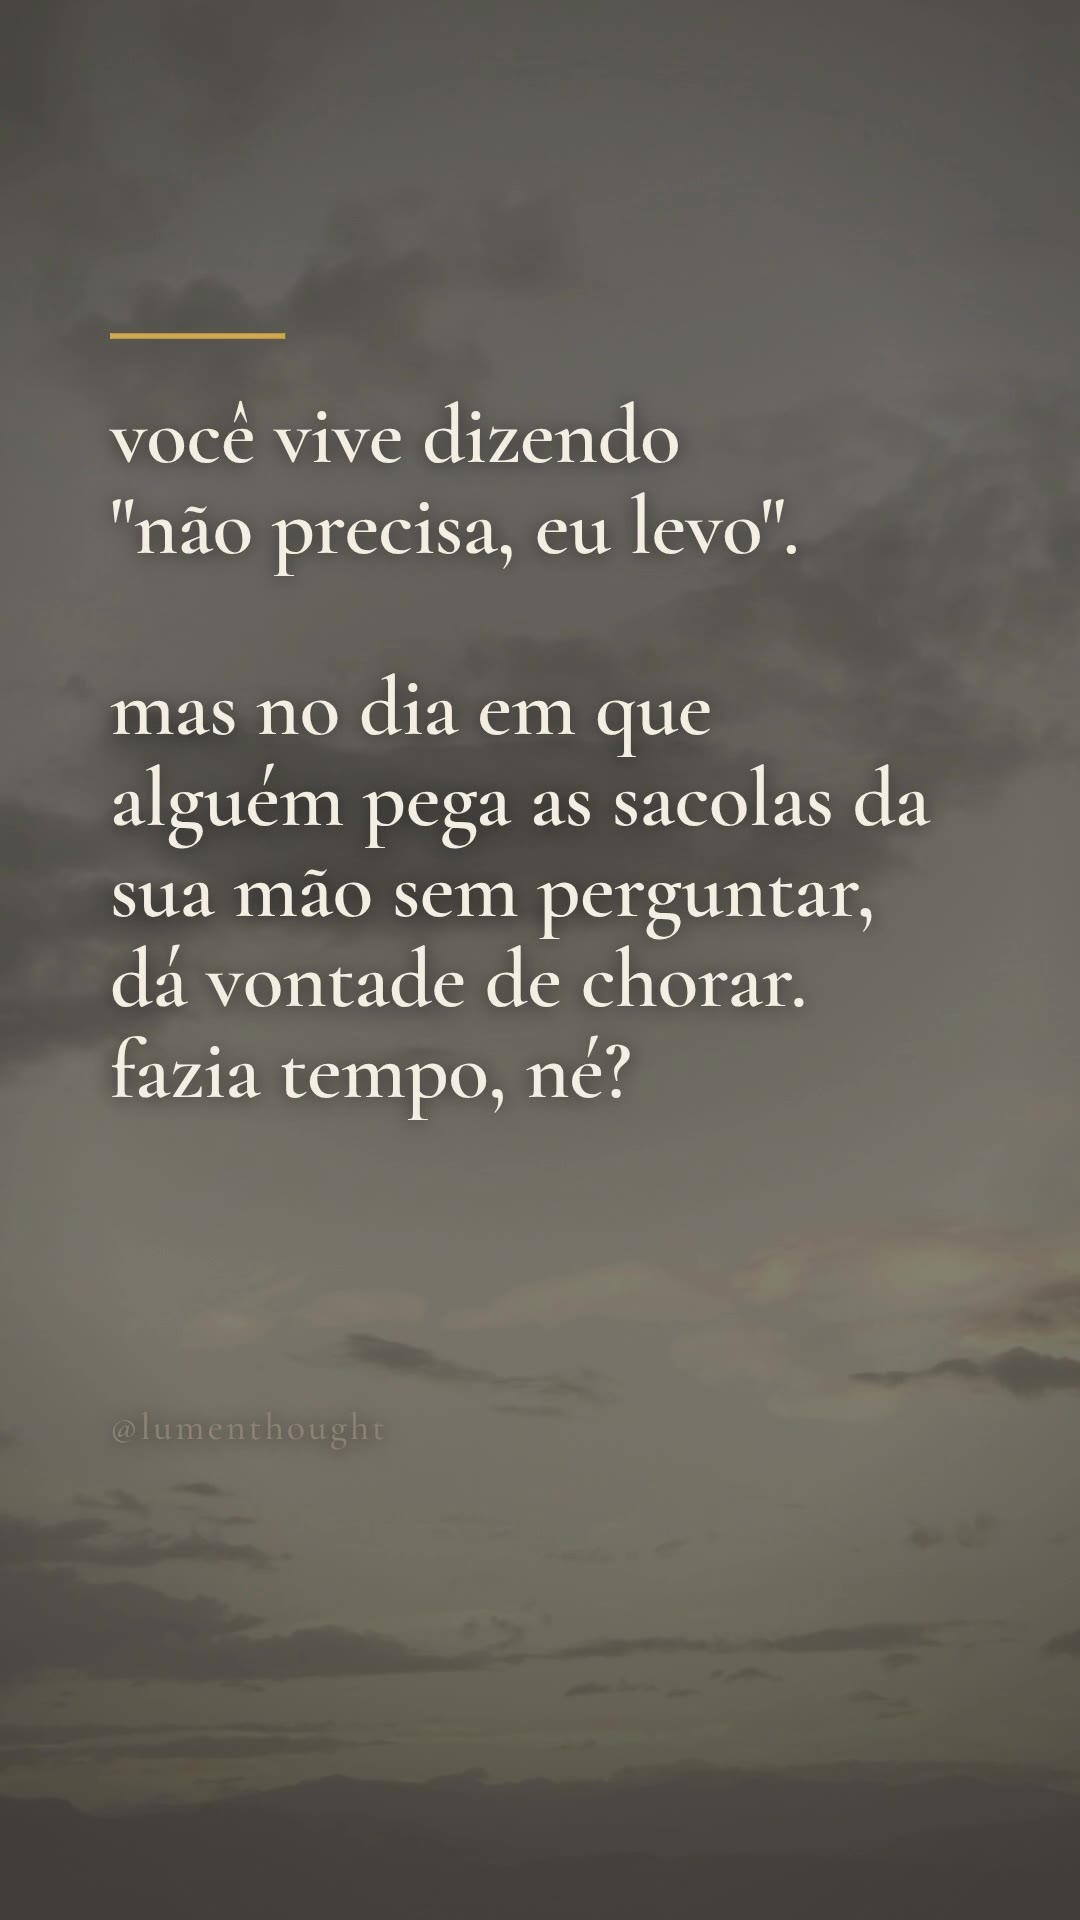 você vive dizendo
"não precisa, eu levo".
mas no dia em que
alguém pega as sacolas da
sua mão sem perguntar,
dá vontade de chorar.
fazia tempo, né?
@lumenthought